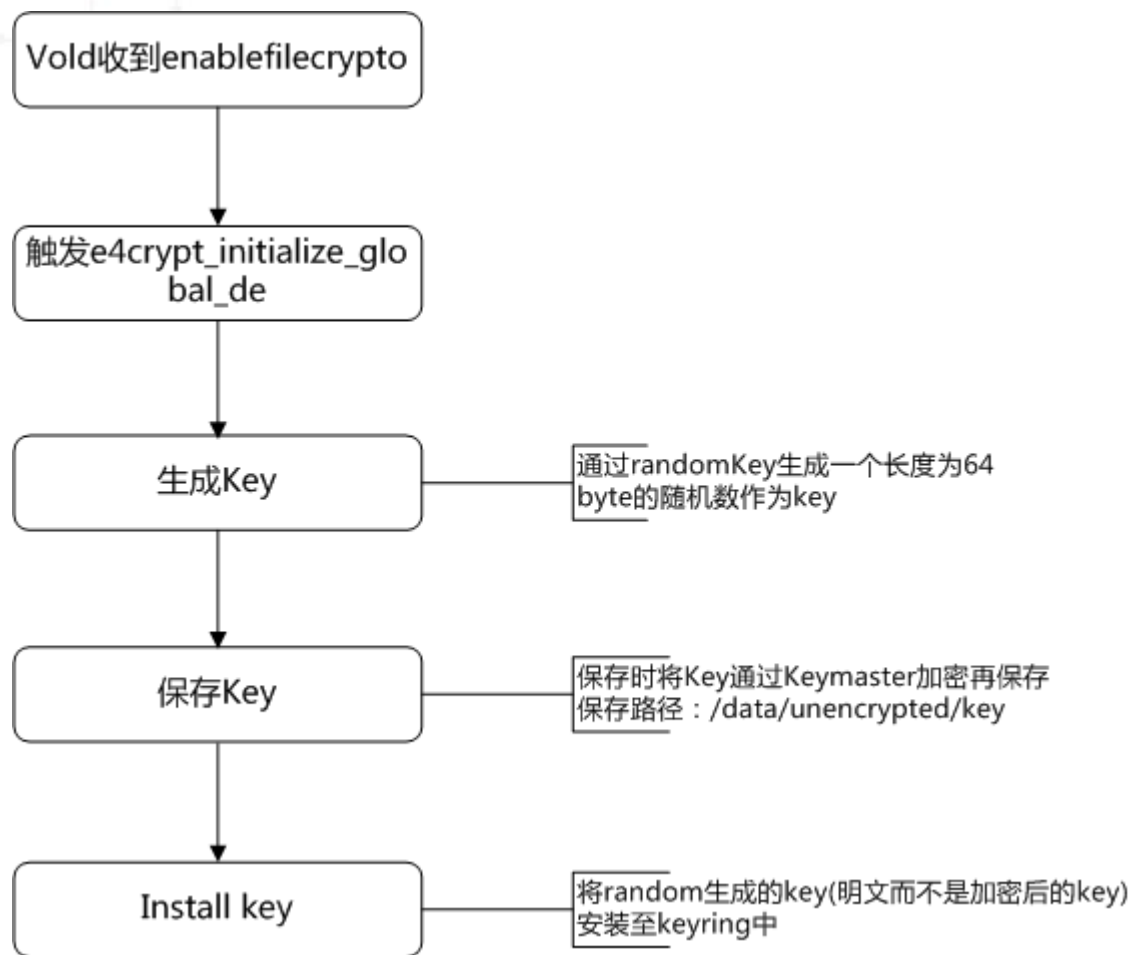 Vold收到enablefilecrypto
触发e4crypt_initialize_glo
bal_de
生成Key
通过randomKey生成一个长度为64
byte的随机数作为key
保存Key
保存时将Key通过Keymaster加密再保存
保存路径：/data/unencrypted/key
Install key
将random生成的key(明文而不是加密后的key)
安装至keyring中